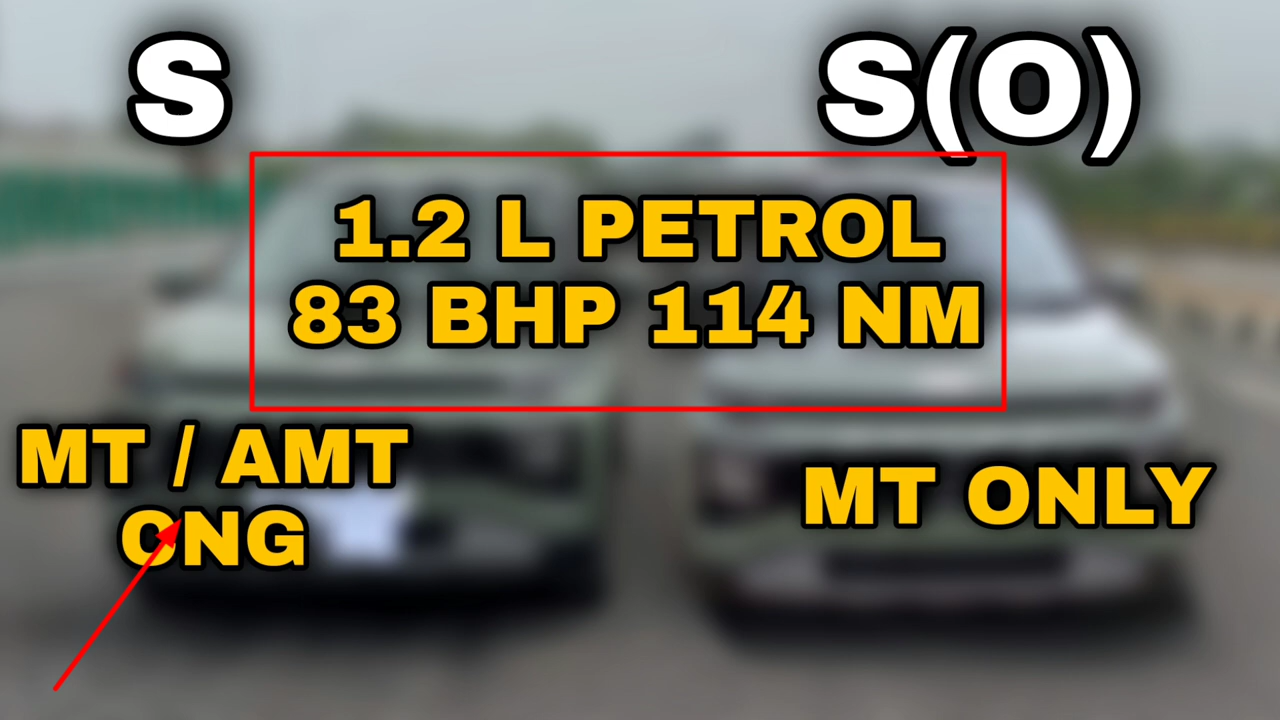 S
S(O)
1.2 L PETROL
83 BHP 114 NM
MT / AMT
CNG
MT ONLY